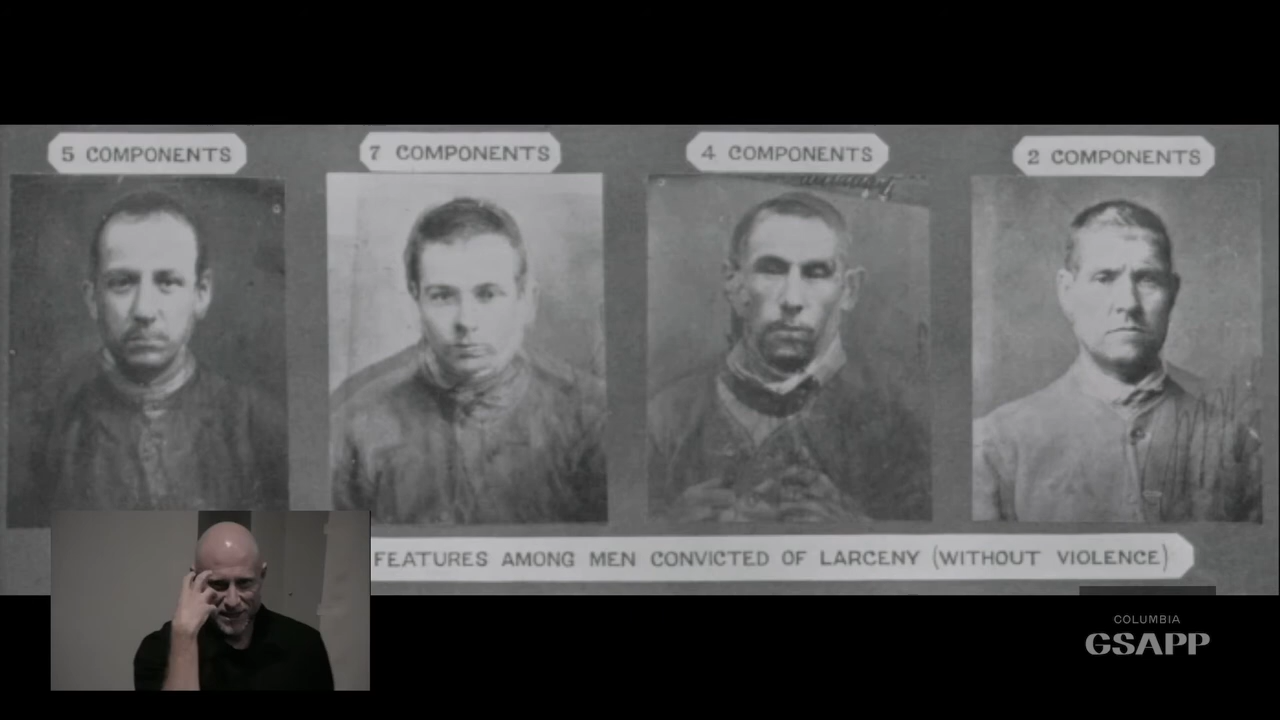 5 COMPONENTS
7 COMPONENTS
4 COMPONENTS
2 COMPONENTS
FEATURES AMONG MEN CONVICTED OF LARCENY (WITHOUT VIOLENCE)
COLUMBIA
GSAPP